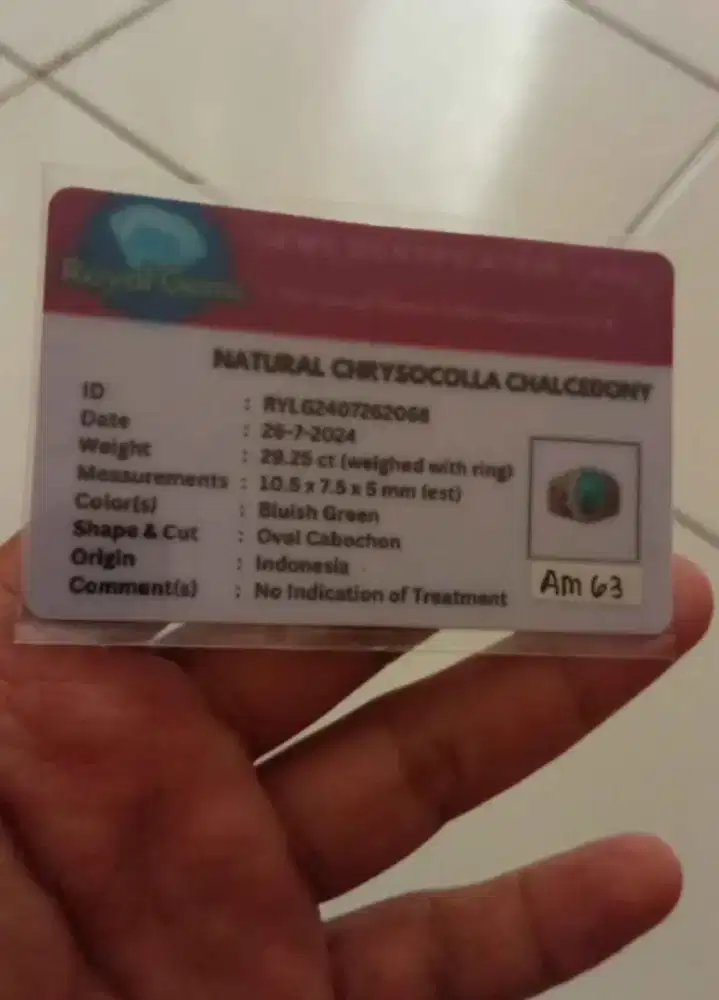 Royal Gems
NATURAL CHRYSOCOLLA CHALCEDONY
ID : RYLG2407262068
Date : 26-7-2024
Weight : 29.25 ct (weighed with ring)
Measurements : 10.5 x 7.5 x 5 mm (est)
Color(s) : Bluish Green
Shape & Cut : Oval Cabochon
Origin : Indonesia
Comment(s) : No Indication of Treatment
Am 63